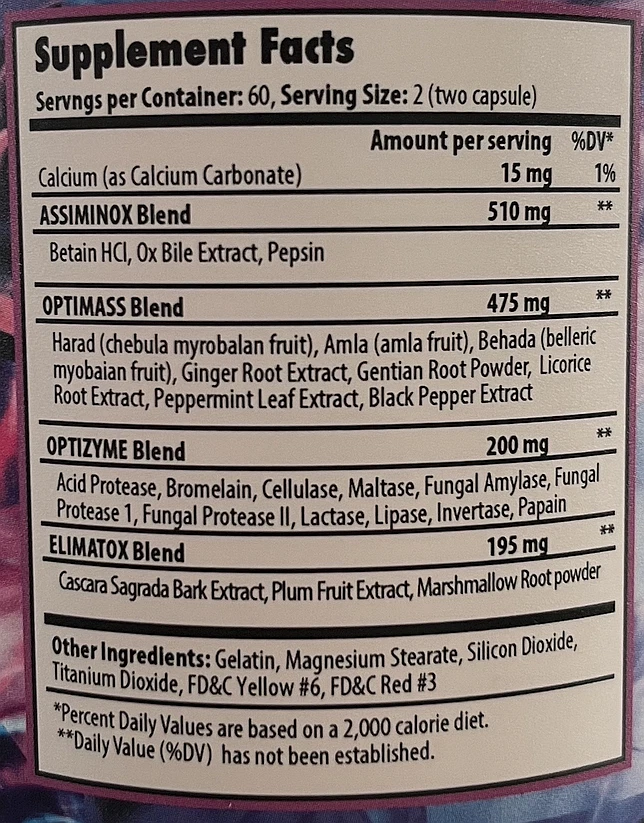 Supplement Facts
Servngs per Container: 60, Serving Size: 2 (two capsule)
Amount per serving %DV*
Calcium (as Calcium Carbonate) 15 mg 1%
ASSIMINOX Blend 510 mg **
Betain HCl, Ox Bile Extract, Pepsin
OPTIMASS Blend 475 mg **
Harad (chebula myrobalan fruit), Amla (amla fruit), Behada (belleric
myobaian fruit), Ginger Root Extract, Gentian Root Powder, Licorice
Root Extract, Peppermint Leaf Extract, Black Pepper Extract
OPTIZYME Blend 200 mg **
Acid Protease, Bromelain, Cellulase, Maltase, Fungal Amylase, Fungal
Protease 1, Fungal Protease II, Lactase, Lipase, Invertase, Papain
ELIMATOX Blend 195 mg **
Cascara Sagrada Bark Extract, Plum Fruit Extract, Marshmallow Root powder
Other Ingredients: Gelatin, Magnesium Stearate, Silicon Dioxide,
Titanium Dioxide, FD&C Yellow #6, FD&C Red #3
*Percent Daily Values are based on a 2,000 calorie diet.
**Daily Value (%DV) has not been established.